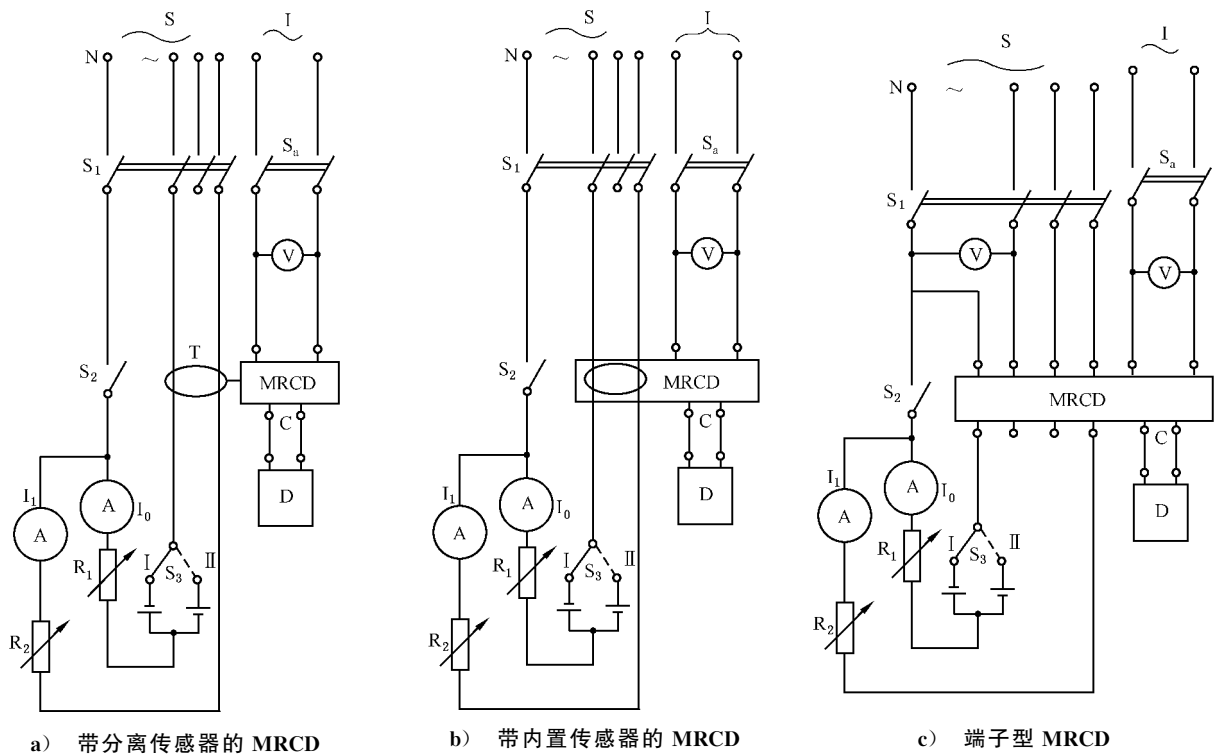 S I
N ~
S₁ Sₐ
V
T
S₂ MRCD
C
I₁ A I₀ D
A
R₁ I S₃ II
R₂
a) 带分离传感器的 MRCD
S I
N ~
S₁ Sₐ
V
S₂ MRCD
C
I₁ A I₀ D
A
R₁ I S₃ II
R₂
b) 带内置传感器的 MRCD
S I
N ~
S₁ Sₐ
V V
S₂ MRCD
C
I₁ A I₀ D
A
R₁ I S₃ II
R₂
c) 端子型 MRCD